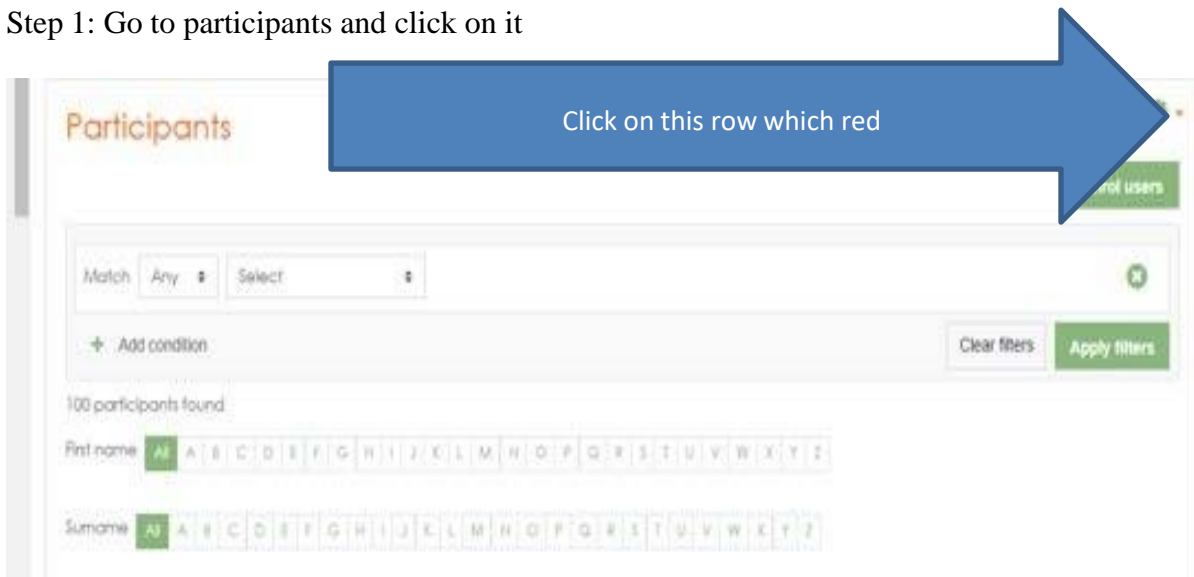 Step 1: Go to participants and click on it
Participants
Click on this row which red
rol users
Match Any Select
+ Add condition
Clear filters Apply filters
100 participants found
First name All A B C D E F G H I J K L M N O P Q R S T U V W X Y Z
Surname All A B C D E F G H I J K L M N O P Q R S T U V W X Y Z